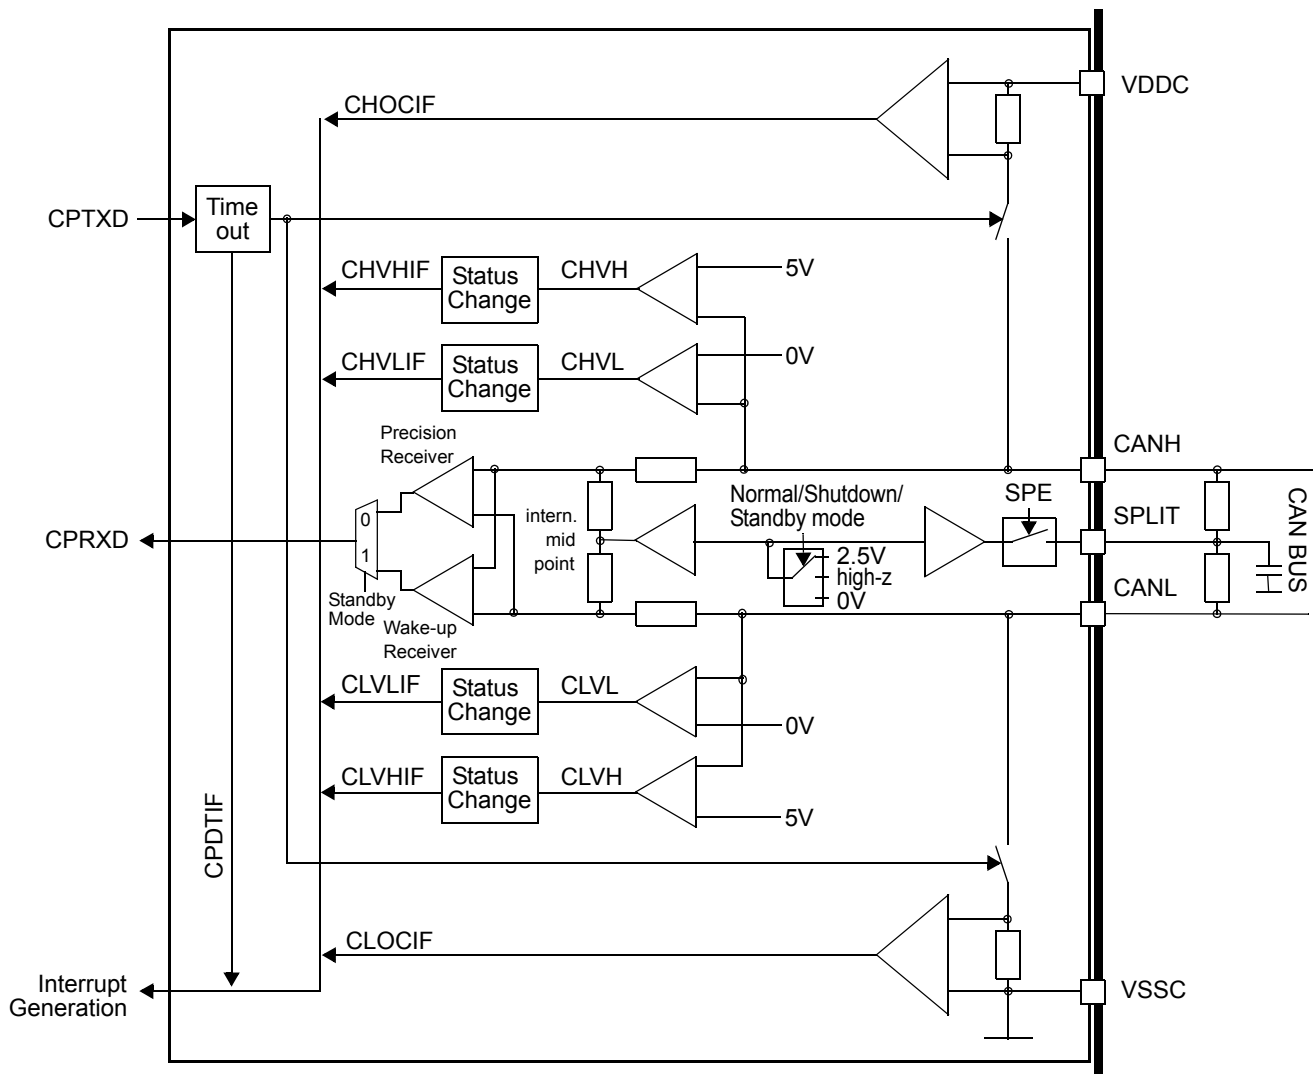 VDDC
CHOCIF
CPTXD
Time
out
CHVHIF
Status
Change
CHVH
5V
CHVLIF
Status
Change
CHVL
0V
Precision
Receiver
CANH
Normal/Shutdown/
Standby mode
SPE
SPLIT
CAN BUS
0
1
CPRXD
intern.
mid
point
2.5V
high-z
0V
CANL
Standby
Mode
Wake-up
Receiver
CLVLIF
Status
Change
CLVL
0V
CLVHIF
Status
Change
CLVH
5V
CPDTIF
CLOCIF
Interrupt
Generation
VSSC